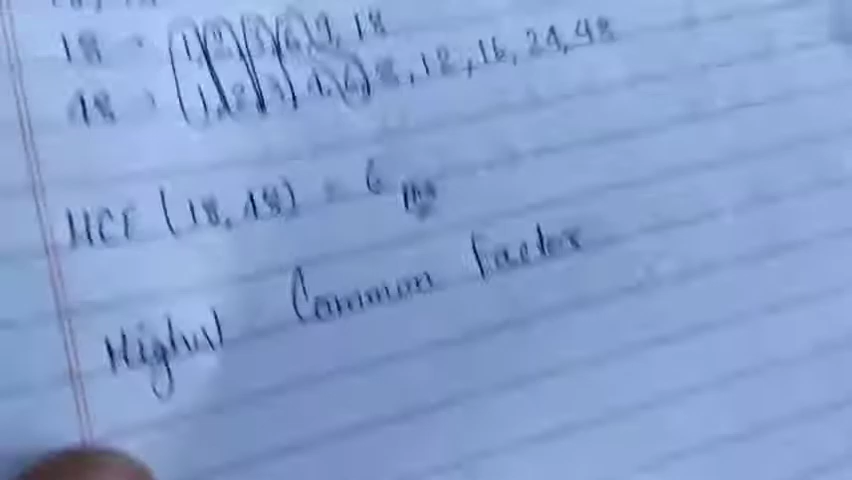 18 = 1, 2, 3, 6, 9, 18
48 = 1, 2, 3, 4, 6, 8, 12, 16, 24, 48
HCF (18, 48) = 6
Highest Common Factor